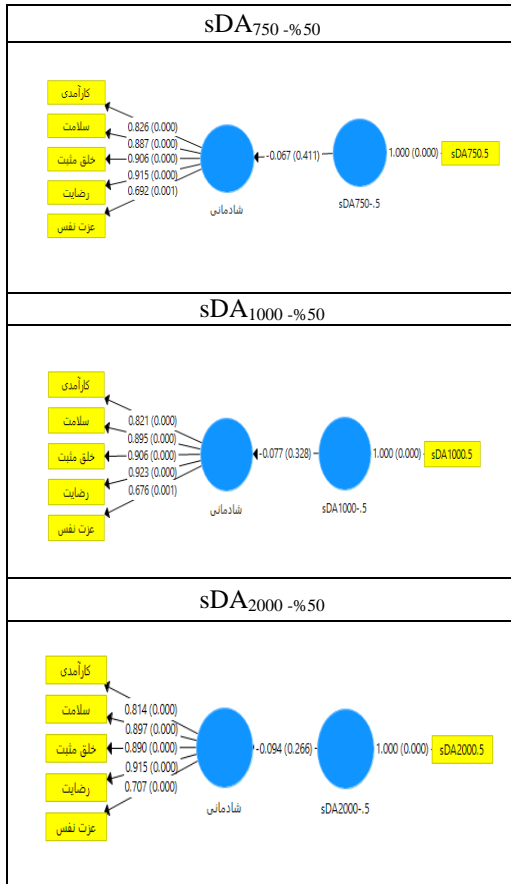 sDA750 -%50
کارآمدی
سلامت
خلق مثبت
رضایت
عزت نفس
0.826 (0.000)
0.887 (0.000)
0.906 (0.000)
0.915 (0.000)
0.692 (0.001)
شادمانی
-0.067 (0.411)
sDA750-.5
1.000 (0.000)
sDA750.5
sDA1000 -%50
کارآمدی
سلامت
خلق مثبت
رضایت
عزت نفس
0.821 (0.000)
0.895 (0.000)
0.906 (0.000)
0.923 (0.000)
0.676 (0.001)
شادمانی
-0.077 (0.328)
sDA1000-.5
1.000 (0.000)
sDA1000.5
sDA2000 -%50
کارآمدی
سلامت
خلق مثبت
رضایت
عزت نفس
0.814 (0.000)
0.897 (0.000)
0.890 (0.000)
0.915 (0.000)
0.707 (0.000)
شادمانی
-0.094 (0.266)
sDA2000-.5
1.000 (0.000)
sDA2000.5